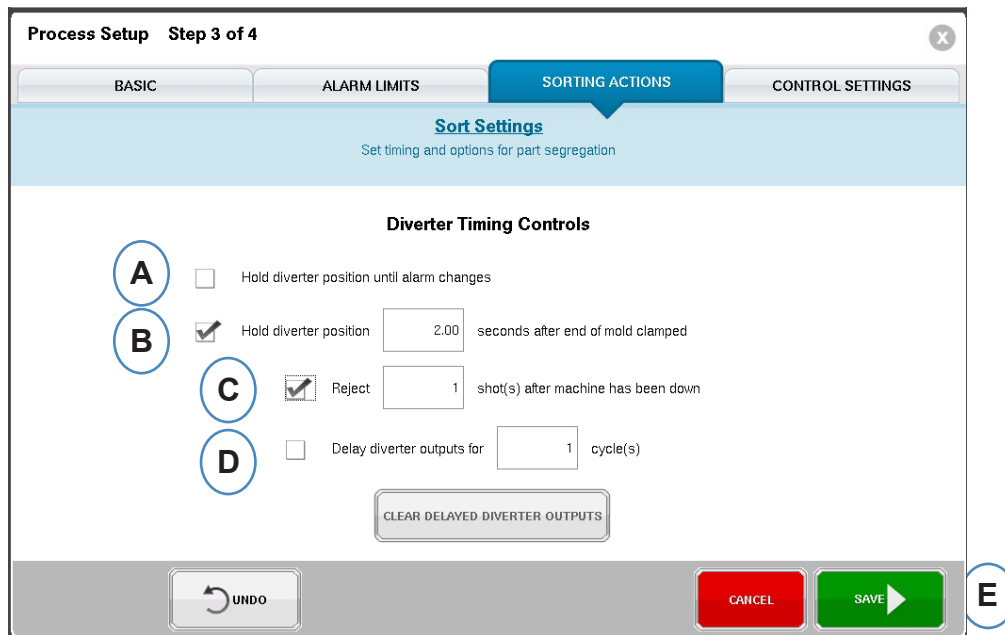 Process Setup Step 3 of 4
X
BASIC ALARM LIMITS SORTING ACTIONS CONTROL SETTINGS
Sort Settings
Set timing and options for part segregation
Diverter Timing Controls
A Hold diverter position until alarm changes
B Hold diverter position 2.00 seconds after end of mold clamped
C Reject 1 shot(s) after machine has been down
D Delay diverter outputs for 1 cycle(s)
CLEAR DELAYED DIVERTER OUTPUTS
UNDO CANCEL SAVE E